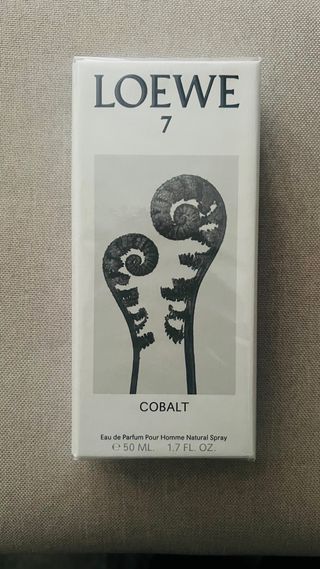 LOEWE
7
COBALT
Eau de Parfum Pour Homme Natural Spray
℮ 50 ML. 1.7 FL. OZ.